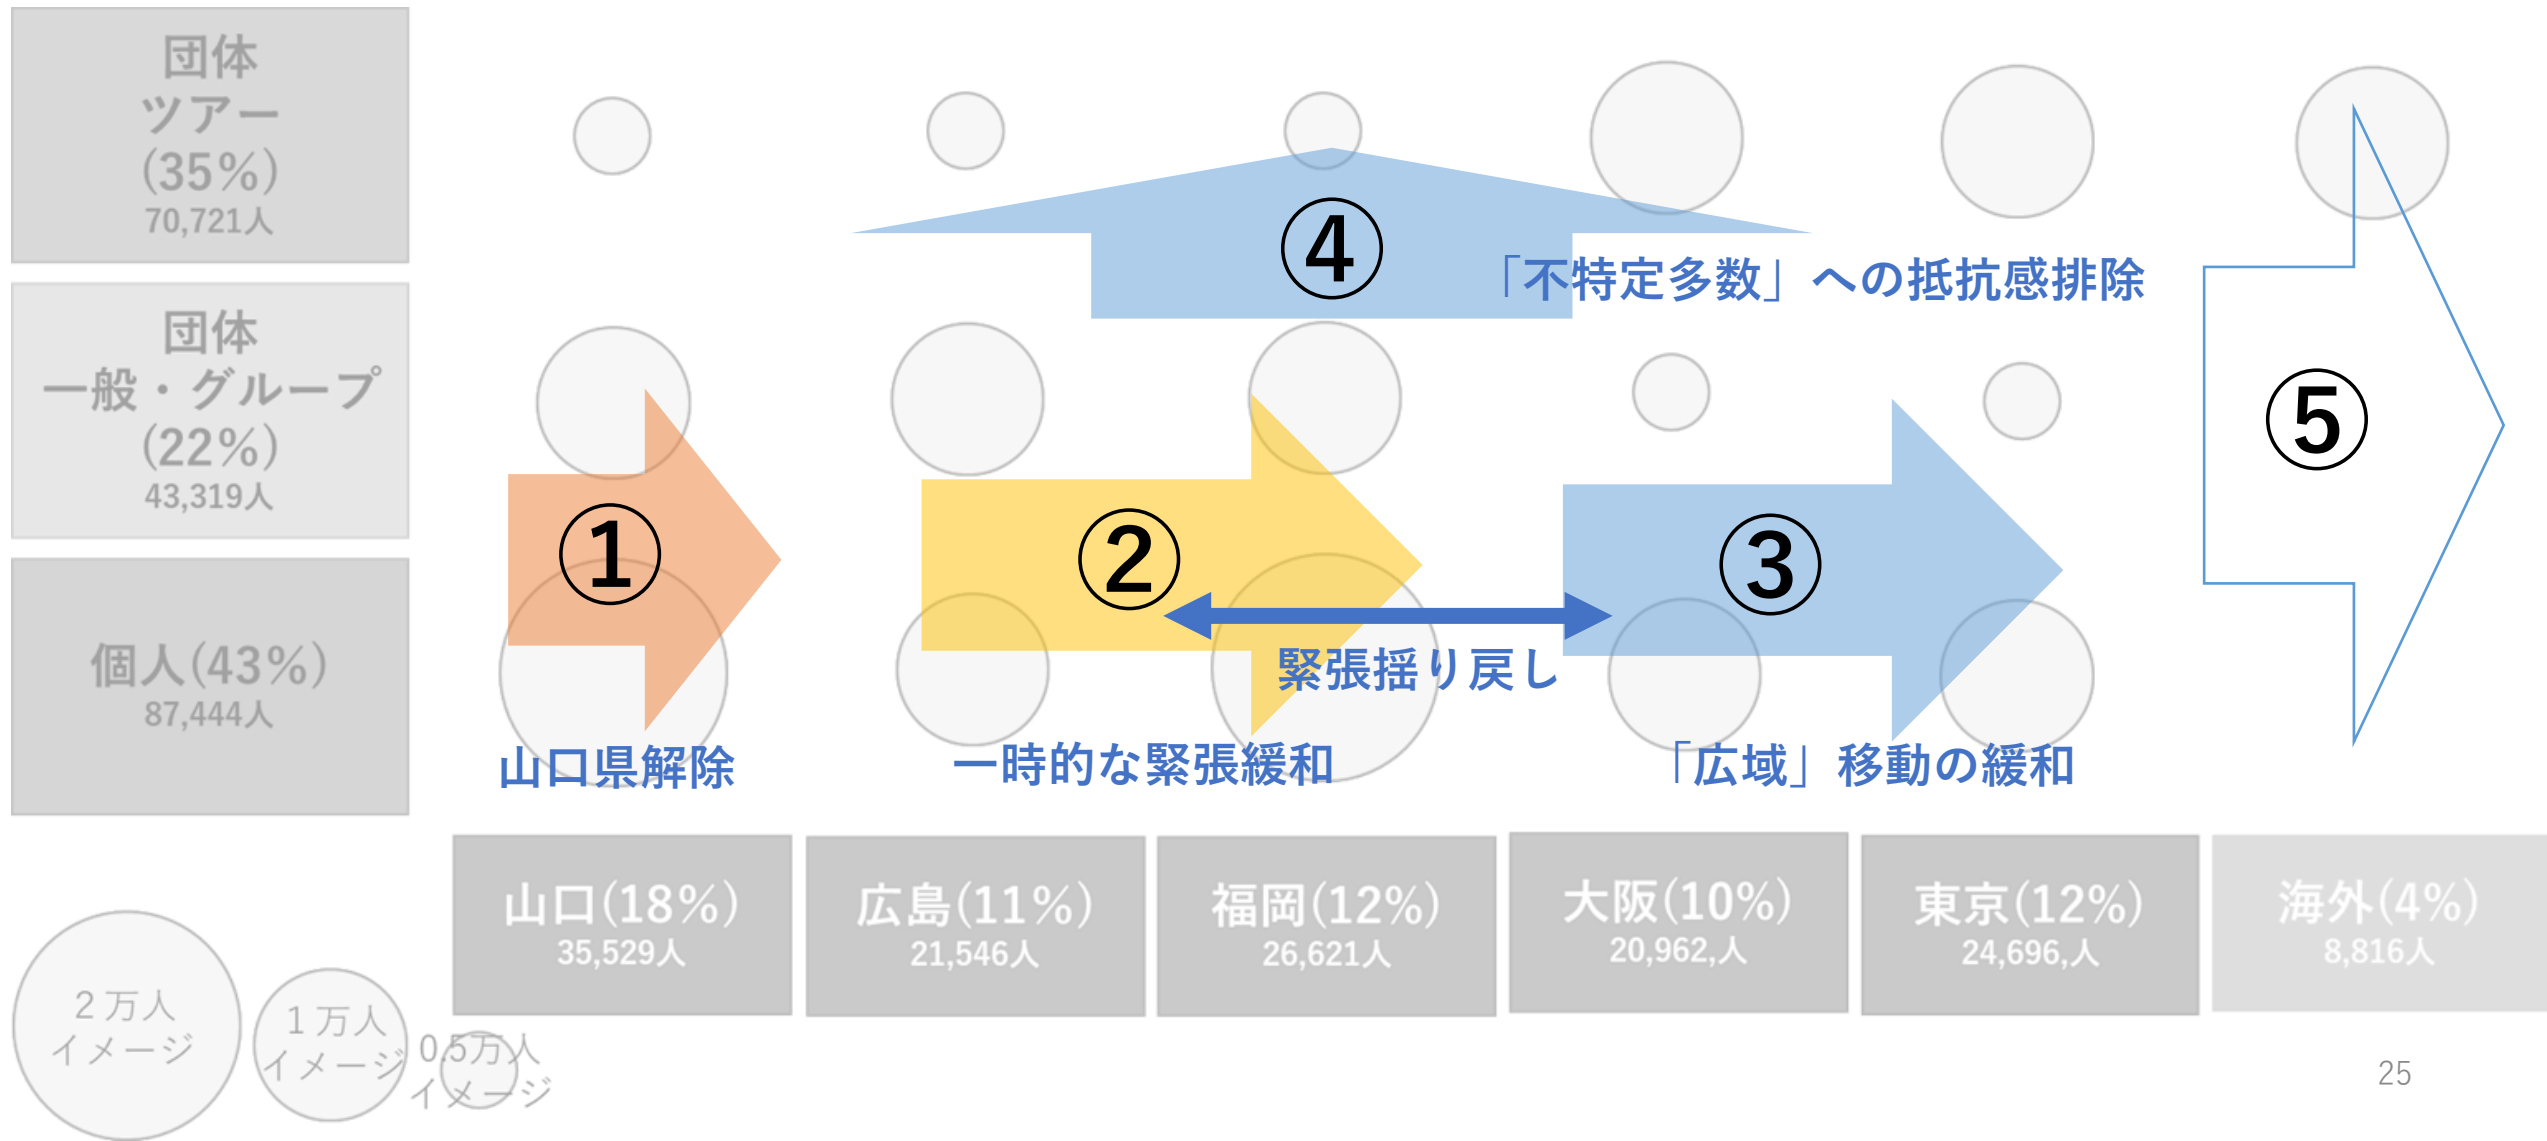 団体
ツアー
(35%)
70,721人
団体
一般・グループ
(22%)
43,319人
個人(43%)
87,444人
④
「不特定多数」への抵抗感排除
⑤
①
②
③
緊張揺り戻し
山口県解除
一時的な緊張緩和
「広域」移動の緩和
山口(18%)
35,529人
広島(11%)
21,546人
福岡(12%)
26,621人
大阪(10%)
20,962,人
東京(12%)
24,696,人
海外(4%)
8,816人
2万人
イメージ
1万人
イメージ
0.5万人
イメージ
25